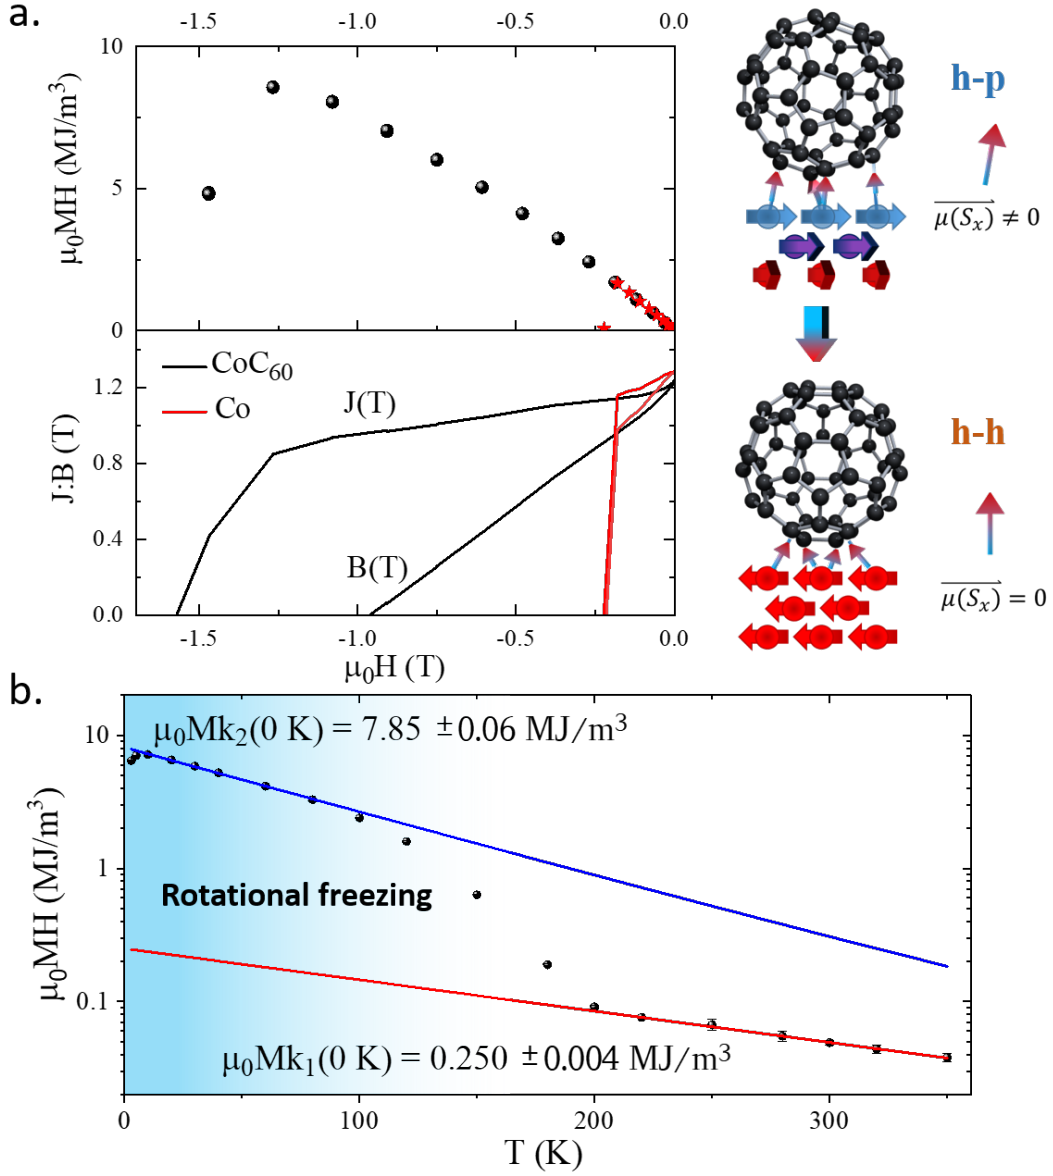 a.
-1.5 -1.0 -0.5 0.0
10
5
0
μ₀MH (MJ/m³)
h-p
μ(Sₓ) ≠ 0
CoC₆₀
Co
J(T)
B(T)
1.2
0.8
0.4
0.0
J:B (T)
-1.5 -1.0 -0.5 0.0
μ₀H (T)
h-h
μ(Sₓ) = 0
b.
μ₀Mk₂(0 K) = 7.85 ±0.06 MJ/m³
10
1
0.1
μ₀MH (MJ/m³)
Rotational freezing
μ₀Mk₁(0 K) = 0.250 ±0.004 MJ/m³
0 100 200 300
T (K)